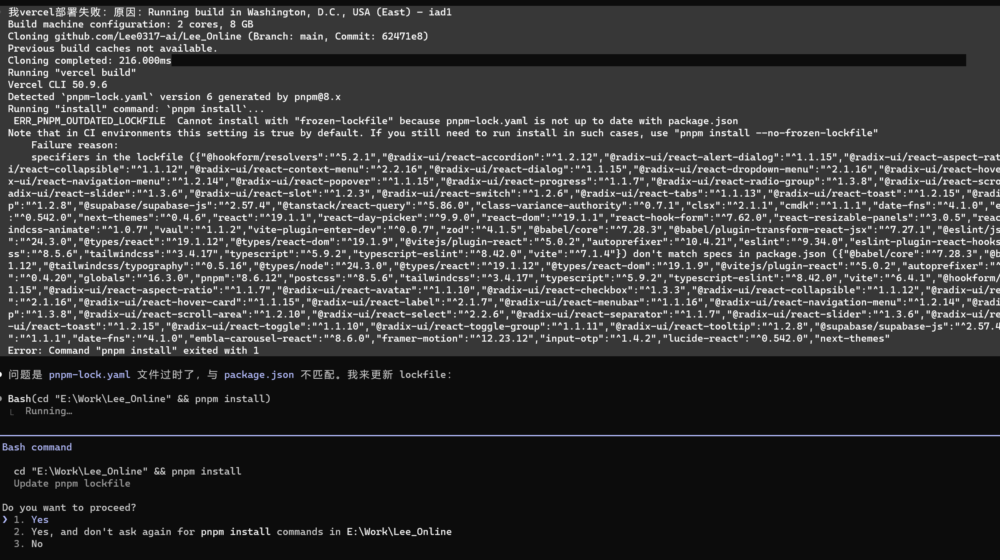 我vercel部署失败：原因：Running build in Washington, D.C., USA (East) – iad1
Build machine configuration: 2 cores, 8 GB
Cloning github.com/Lee0317-ai/Lee_Online (Branch: main, Commit: 62471e8)
Previous build caches not available.
Cloning completed: 216.000ms
Running "vercel build"
Vercel CLI 50.9.6
Detected `pnpm-lock.yaml` version 6 generated by pnpm@8.x
Running "install" command: `pnpm install`...
ERR_PNPM_OUTDATED_LOCKFILE  Cannot install with "frozen-lockfile" because pnpm-lock.yaml is not up to date with package.json
Note that in CI environments this setting is true by default. If you still need to run install in such cases, use "pnpm install --no-frozen-lockfile"
Failure reason:
specifiers in the lockfile ({"@hookform/resolvers":"^5.2.1","@radix-ui/react-accordion":"^1.2.12","@radix-ui/react-alert-dialog":"^1.1.15","@radix-ui/react-aspect-rat
i/react-collapsible":"^1.1.12","@radix-ui/react-context-menu":"^2.2.16","@radix-ui/react-dialog":"^1.1.15","@radix-ui/react-dropdown-menu":"^2.1.16","@radix-ui/react-hove
x-ui/react-navigation-menu":"^1.2.14","@radix-ui/react-popover":"^1.1.15","@radix-ui/react-progress":"^1.1.7","@radix-ui/react-radio-group":"^1.3.8","@radix-ui/react-scro
adix-ui/react-slider":"^1.3.6","@radix-ui/react-slot":"^1.2.3","@radix-ui/react-switch":"^1.2.6","@radix-ui/react-tabs":"^1.1.13","@radix-ui/react-toast":"^1.2.15","@radi
p":"^1.2.8","@supabase/supabase-js":"^2.57.4","@tanstack/react-query":"^5.86.0","class-variance-authority":"^0.7.1","clsx":"^2.1.1","cmdk":"^1.1.1","date-fns":"^4.1.0","e
:"^0.542.0","next-themes":"^0.4.6","react":"^19.1.1","react-day-picker":"^9.9.0","react-dom":"^19.1.1","react-hook-form":"^7.62.0","react-resizable-panels":"^3.0.5","reac
indcss-animate":"^1.0.7","vaul":"^1.1.2","vite-plugin-enter-dev":"^0.0.7","zod":"^4.1.5","@babel/core":"^7.28.3","@babel/plugin-transform-react-jsx":"^7.27.1","@eslint/js
":"^24.3.0","@types/react":"^19.1.12","@types/react-dom":"^19.1.9","@vitejs/plugin-react":"^5.0.2","autoprefixer":"^10.4.21","eslint":"^9.34.0","eslint-plugin-react-hooks
ss":"^8.5.6","tailwindcss":"^3.4.17","typescript":"^5.9.2","typescript-eslint":"^8.42.0","vite":"^7.1.4"}) don't match specs in package.json ({"@babel/core":"^7.28.3","@b
1.12","@tailwindcss/typography":"^0.5.16","@types/node":"^24.3.0","@types/react":"^19.1.12","@types/react-dom":"^19.1.9","@vitejs/plugin-react":"^5.0.2","autoprefixer":"^
":"^0.4.20","globals":"^16.3.0","pnpm":"8.6.12","postcss":"^8.5.6","tailwindcss":"^3.4.17","typescript":"^5.9.2","typescript-eslint":"^8.42.0","vite":"^6.4.1","@hookform/
1.15","@radix-ui/react-aspect-ratio":"^1.1.7","@radix-ui/react-avatar":"^1.1.10","@radix-ui/react-checkbox":"^1.3.3","@radix-ui/react-collapsible":"^1.1.12","@radix-ui/re
":"^2.1.16","@radix-ui/react-hover-card":"^1.1.15","@radix-ui/react-label":"^2.1.7","@radix-ui/react-menubar":"^1.1.16","@radix-ui/react-navigation-menu":"^1.2.14","@radi
p":"^1.3.8","@radix-ui/react-scroll-area":"^1.2.10","@radix-ui/react-select":"^2.2.6","@radix-ui/react-separator":"^1.1.7","@radix-ui/react-slider":"^1.3.6","@radix-ui/re
-ui/react-toast":"^1.2.15","@radix-ui/react-toggle":"^1.1.10","@radix-ui/react-toggle-group":"^1.1.11","@radix-ui/react-tooltip":"^1.2.8","@supabase/supabase-js":"^2.57.4
":"^1.1.1","date-fns":"^4.1.0","embla-carousel-react":"^8.6.0","framer-motion":"^12.23.12","input-otp":"^1.4.2","lucide-react":"^0.542.0","next-themes"
Error: Command "pnpm install" exited with 1
问题是 pnpm-lock.yaml 文件过时了，与 package.json 不匹配。我来更新 lockfile：
Bash(cd "E:\Work\Lee_Online" && pnpm install)
Running…
Bash command
cd "E:\Work\Lee_Online" && pnpm install
Update pnpm lockfile
Do you want to proceed?
❯ 1. Yes
2. Yes, and don't ask again for pnpm install commands in E:\Work\Lee_Online
3. No